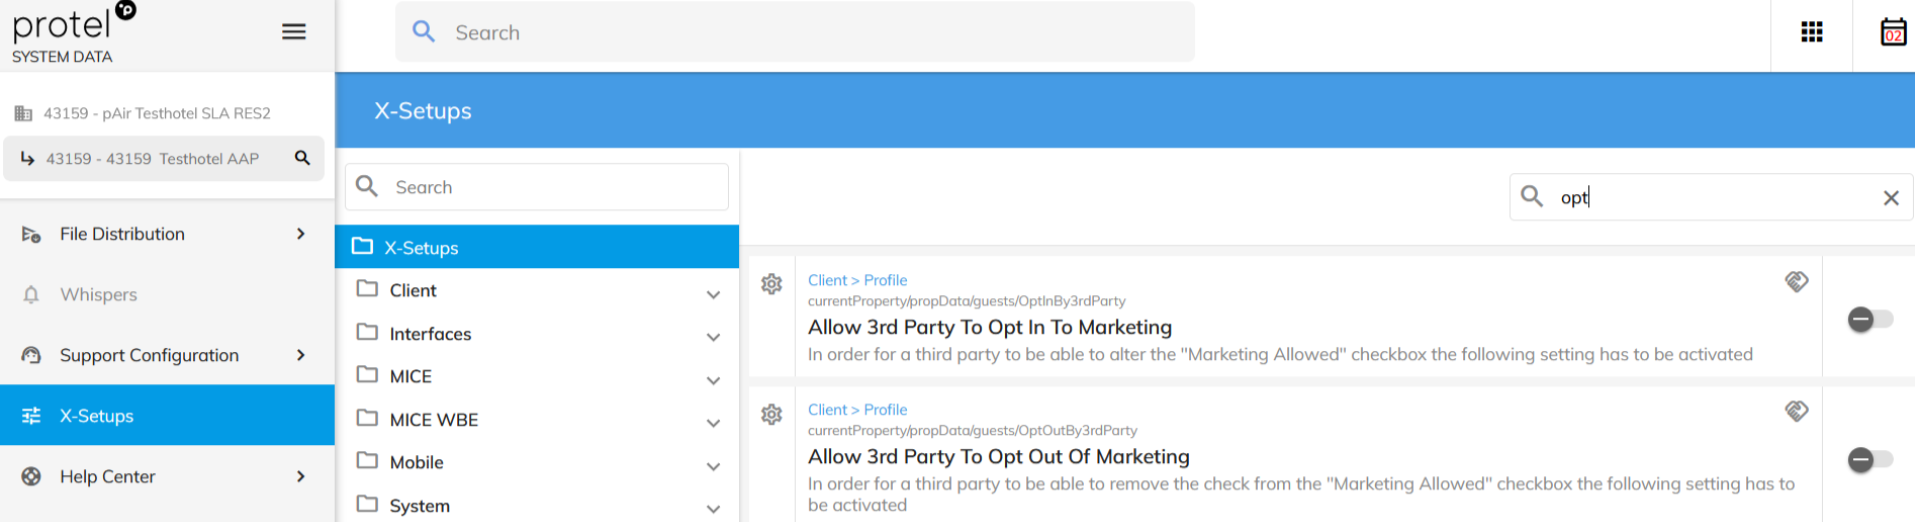 protel
SYSTEM DATA
Search
02
43159 - pAir Testhotel SLA RES2
43159 - 43159 Testhotel AAP
File Distribution
Whispers
Support Configuration
X-Setups
Help Center
X-Setups
Search
X-Setups
Client
Interfaces
MICE
MICE WBE
Mobile
System
opt
Client > Profile
currentProperty/propData/guests/OptInBy3rdParty
Allow 3rd Party To Opt In To Marketing
In order for a third party to be able to alter the "Marketing Allowed" checkbox the following setting has to be activated
Client > Profile
currentProperty/propData/guests/OptOutBy3rdParty
Allow 3rd Party To Opt Out Of Marketing
In order for a third party to be able to remove the check from the "Marketing Allowed" checkbox the following setting has to
be activated